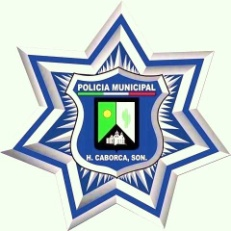 POLICIA MUNICIPAL
H. CABORCA, SON.